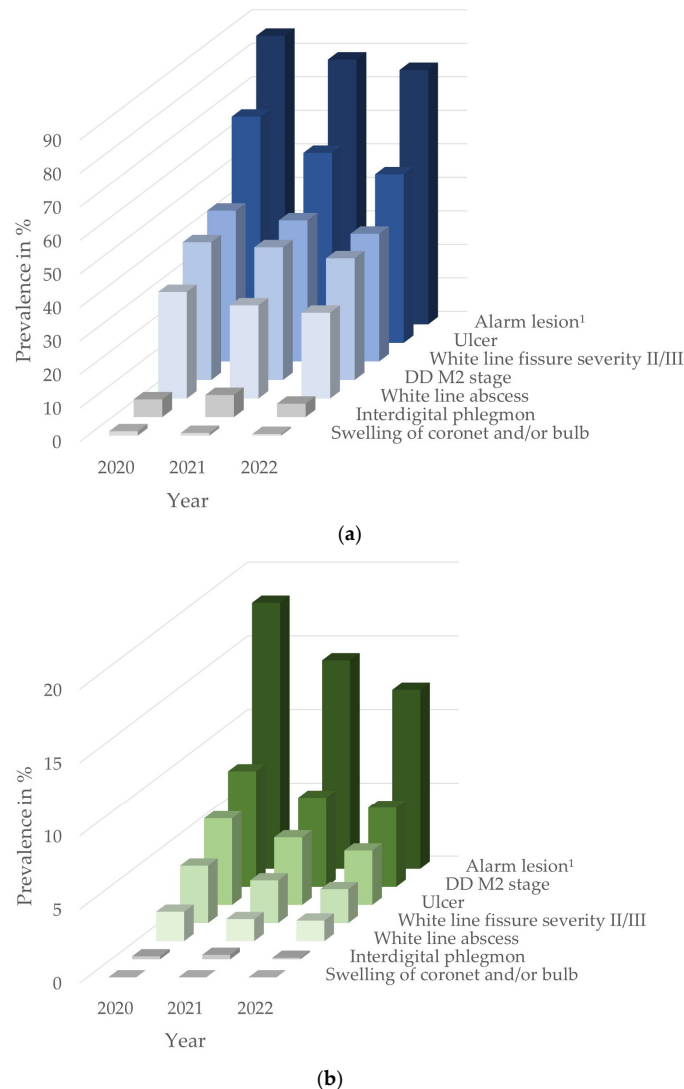 90
80
70
60
50
40
30
20
10
0
Prevalence in %
Alarm lesion¹
Ulcer
White line fissure severity II/III
DD M2 stage
White line abscess
Interdigital phlegmon
Swelling of coronet and/or bulb
2020 2021 2022
Year
(a)
20
15
10
5
0
Prevalence in %
Alarm lesion¹
DD M2 stage
Ulcer
White line fissure severity II/III
White line abscess
Interdigital phlegmon
Swelling of coronet and/or bulb
2020 2021 2022
Year
(b)